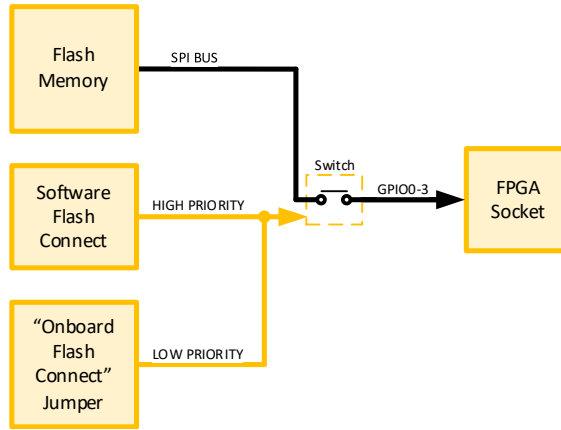 Flash
Memory
SPI BUS
Switch
GPIO0-3
FPGA
Socket
Software
Flash
Connect
HIGH PRIORITY
“Onboard
Flash
Connect”
Jumper
LOW PRIORITY